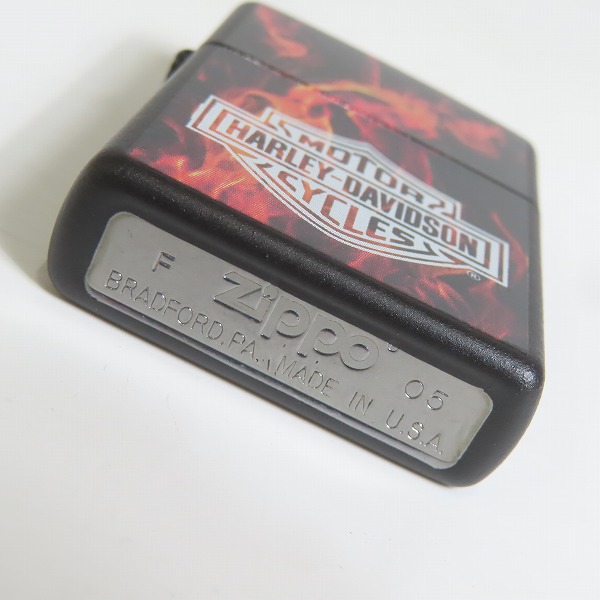 MOTOR
HARLEY-DAVIDSON
CYCLES
®
F Zippo 05
BRADFORD, PA. MADE IN U.S.A.